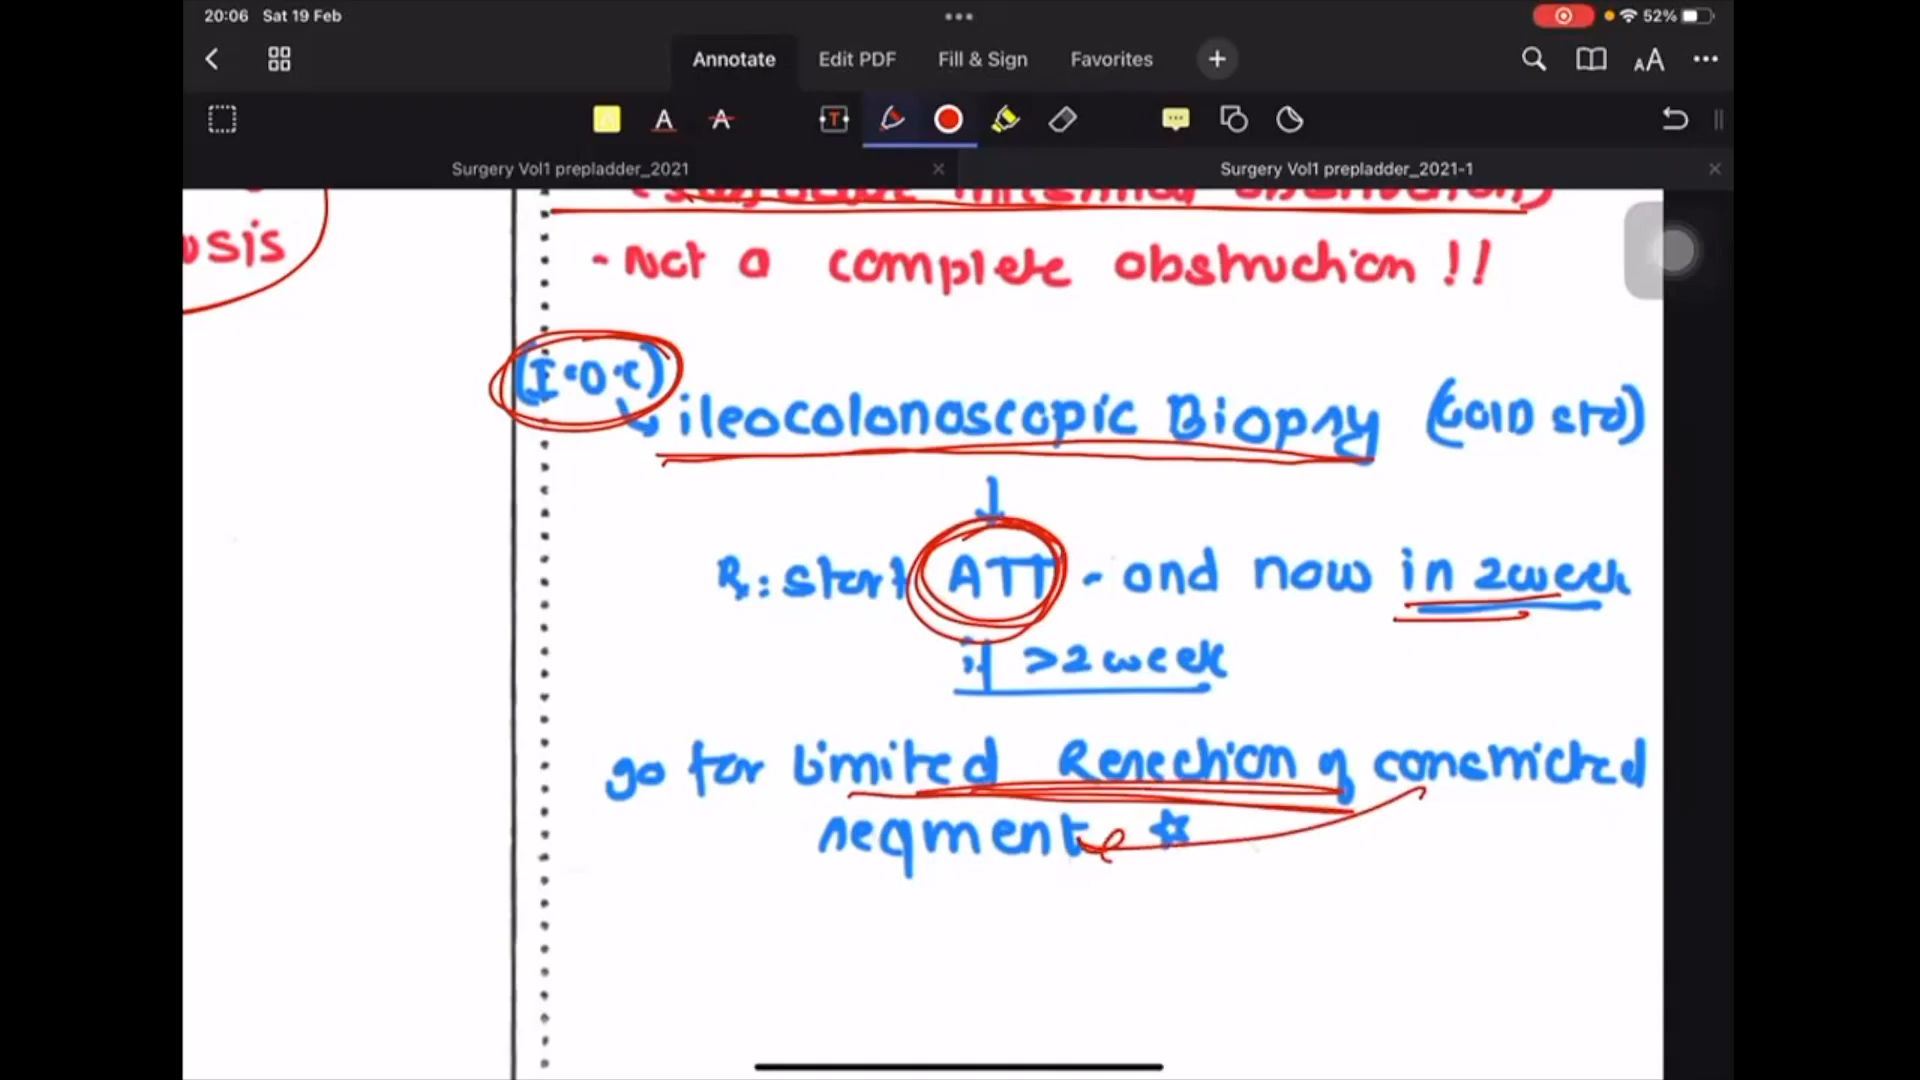 20:06 Sat 19 Feb
52%
Annotate Edit PDF Fill & Sign Favorites
Surgery Vol1 prepladder_2021
Surgery Vol1 prepladder_2021-1
- Not a complete obstruction !!
(I.O.C)
ileocolonoscopic Biopsy (GOLD std)
Rx: start ATT - and now in 2week
if >2week
go for Limited Resection of constricted
segment